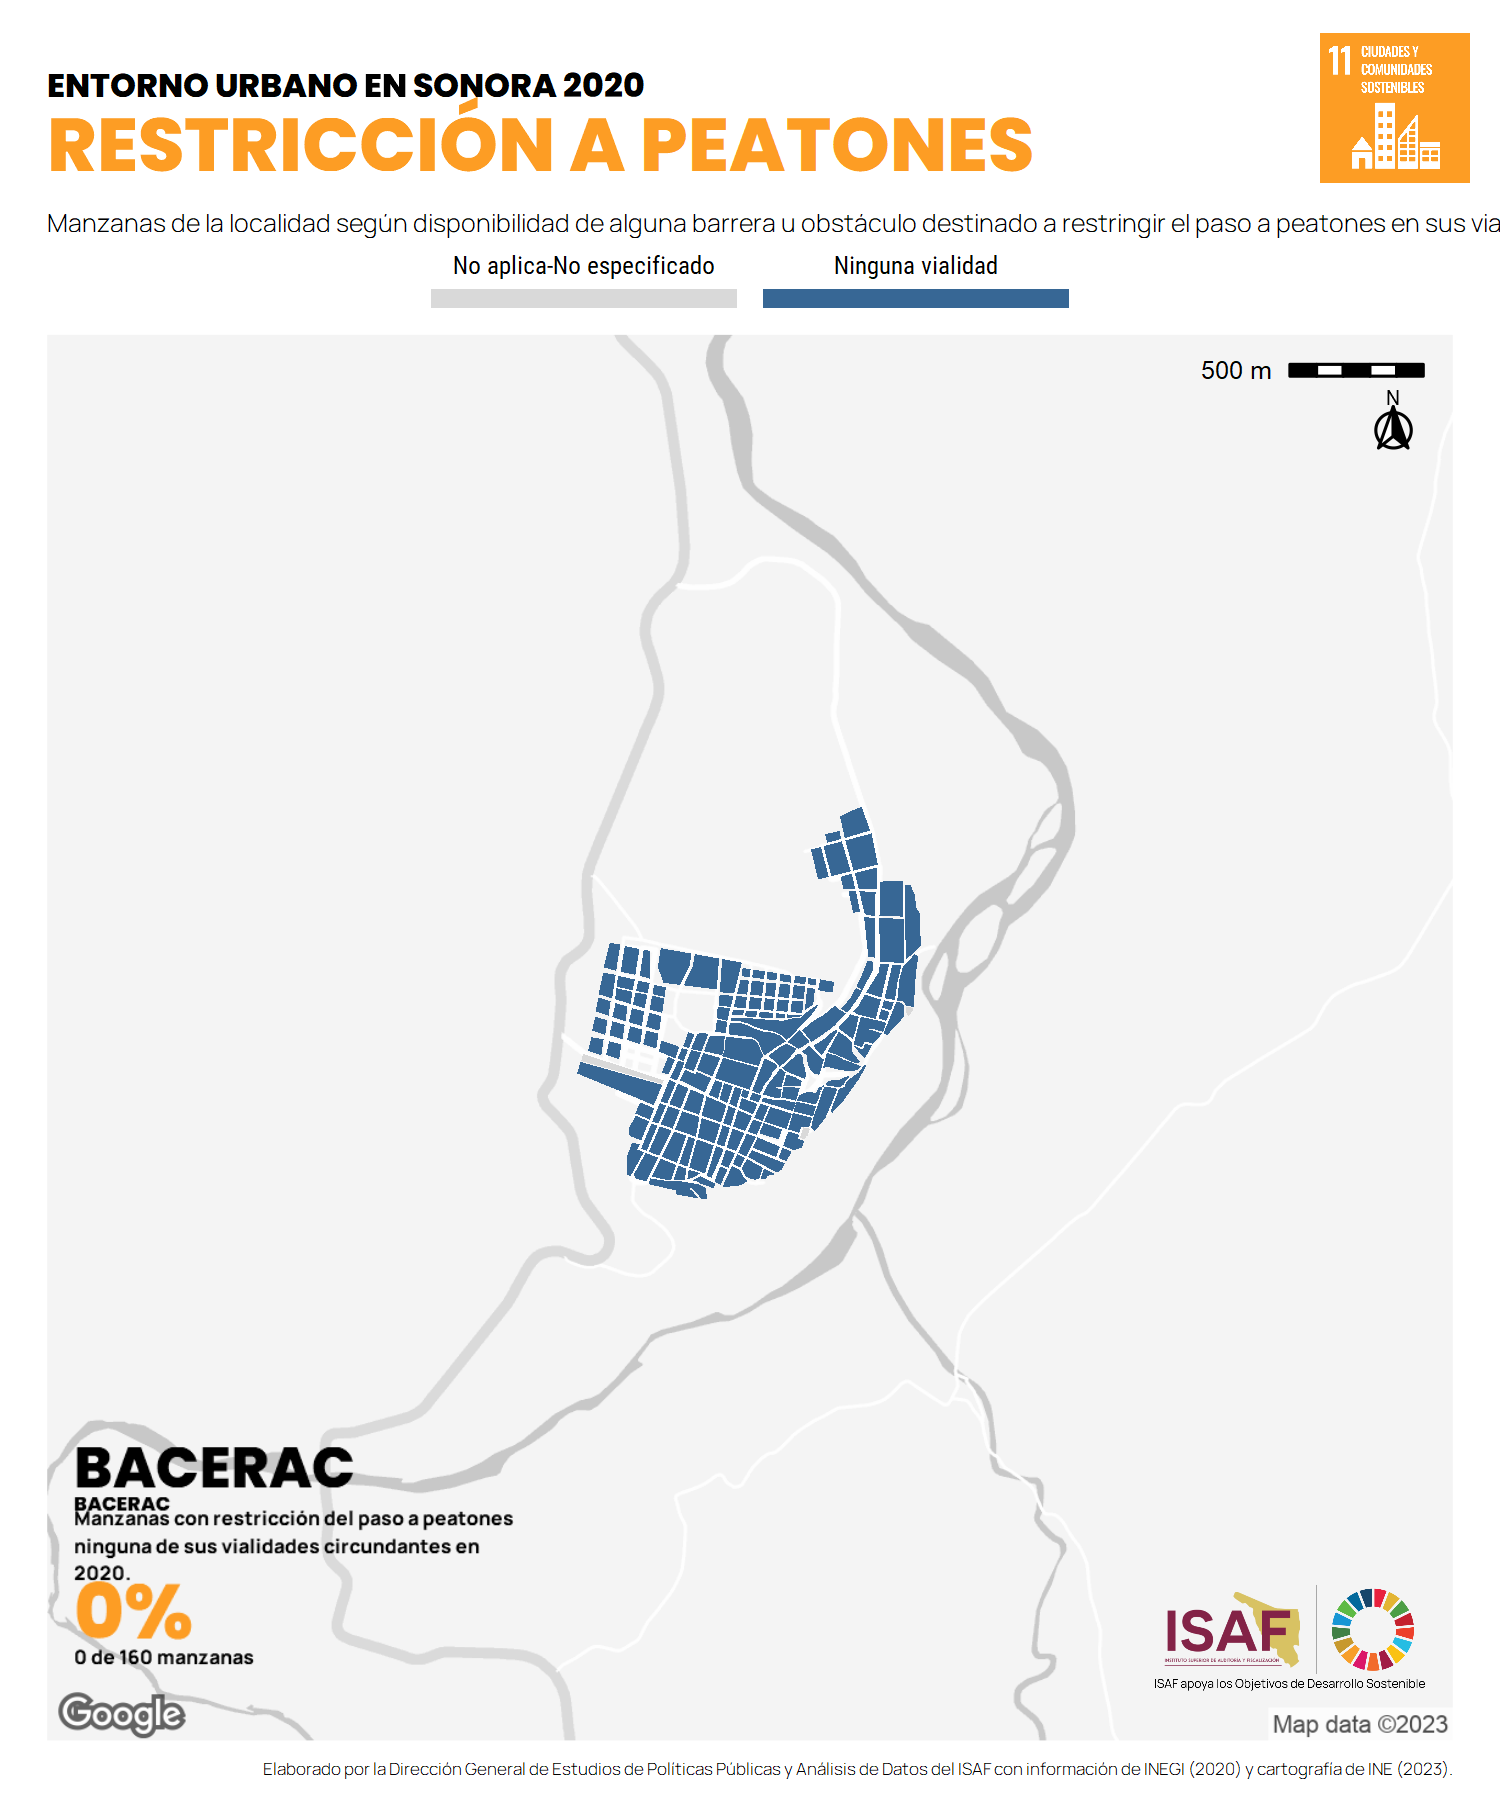 ENTORNO URBANO EN SONORA 2020
RESTRICCIÓN A PEATONES
11 CIUDADES Y
COMUNIDADES
SOSTENIBLES
Manzanas de la localidad según disponibilidad de alguna barrera u obstáculo destinado a restringir el paso a peatones en sus via
No aplica-No especificado
Ninguna vialidad
500 m
N
BACERAC
BACERAC
Manzanas con restricción del paso a peatones
ninguna de sus vialidades circundantes en
2020.
0%
0 de 160 manzanas
Google
ISAF
INSTITUTO SUPERIOR DE AUDITORÍA Y FISCALIZACIÓN
ISAF apoya los Objetivos de Desarrollo Sostenible
Map data ©2023
Elaborado por la Dirección General de Estudios de Políticas Públicas y Análisis de Datos del ISAF con información de INEGI (2020) y cartografía de INE (2023).